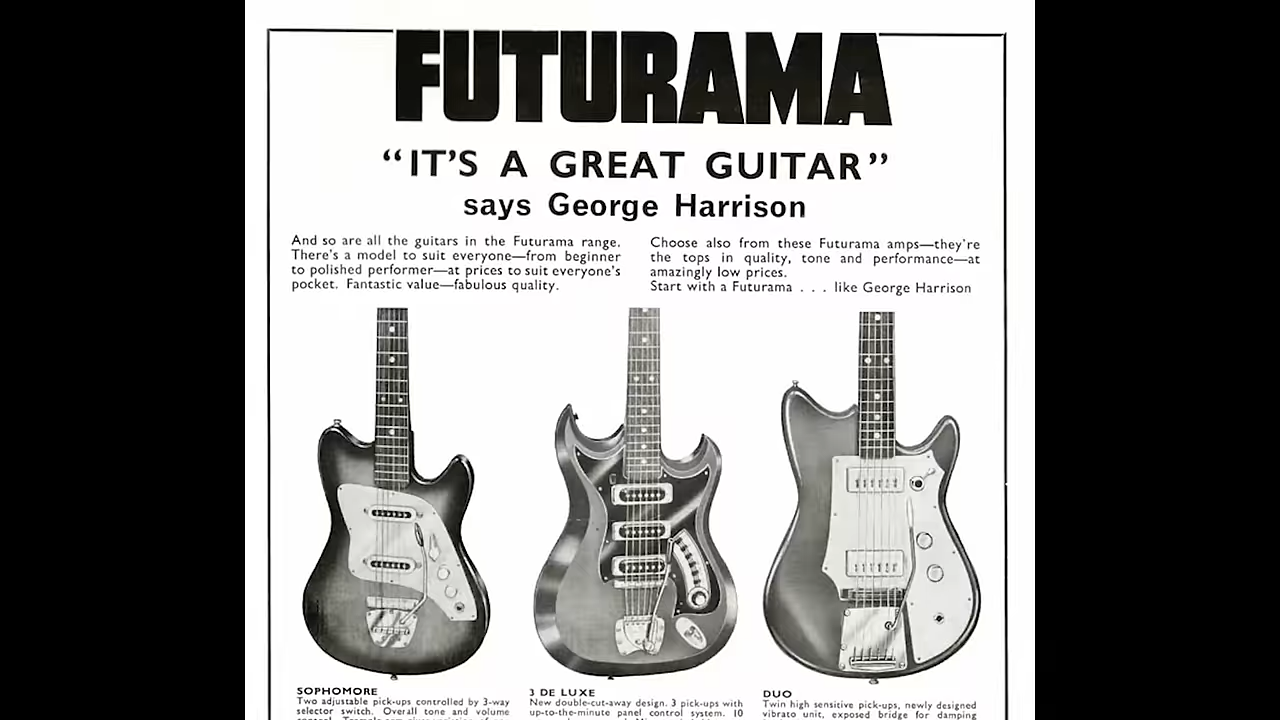 FUTURAMA
“IT’S A GREAT GUITAR”
says George Harrison
And so are all the guitars in the Futurama range.
There’s a model to suit everyone—from beginner
to polished performer—at prices to suit everyone’s
pocket. Fantastic value—fabulous quality.
Choose also from these Futurama amps—they’re
the tops in quality, tone and performance—at
amazingly low prices.
Start with a Futurama . . . like George Harrison
SOPHOMORE
Two adjustable pick-ups controlled by 3-way
selector switch. Overall tone and volume
3 DE LUXE
New double-cut-away design. 3 pick-ups with
up-to-the-minute panel control system. 10
DUO
Twin high sensitive pick-ups, newly designed
vibrato unit, exposed bridge for damping